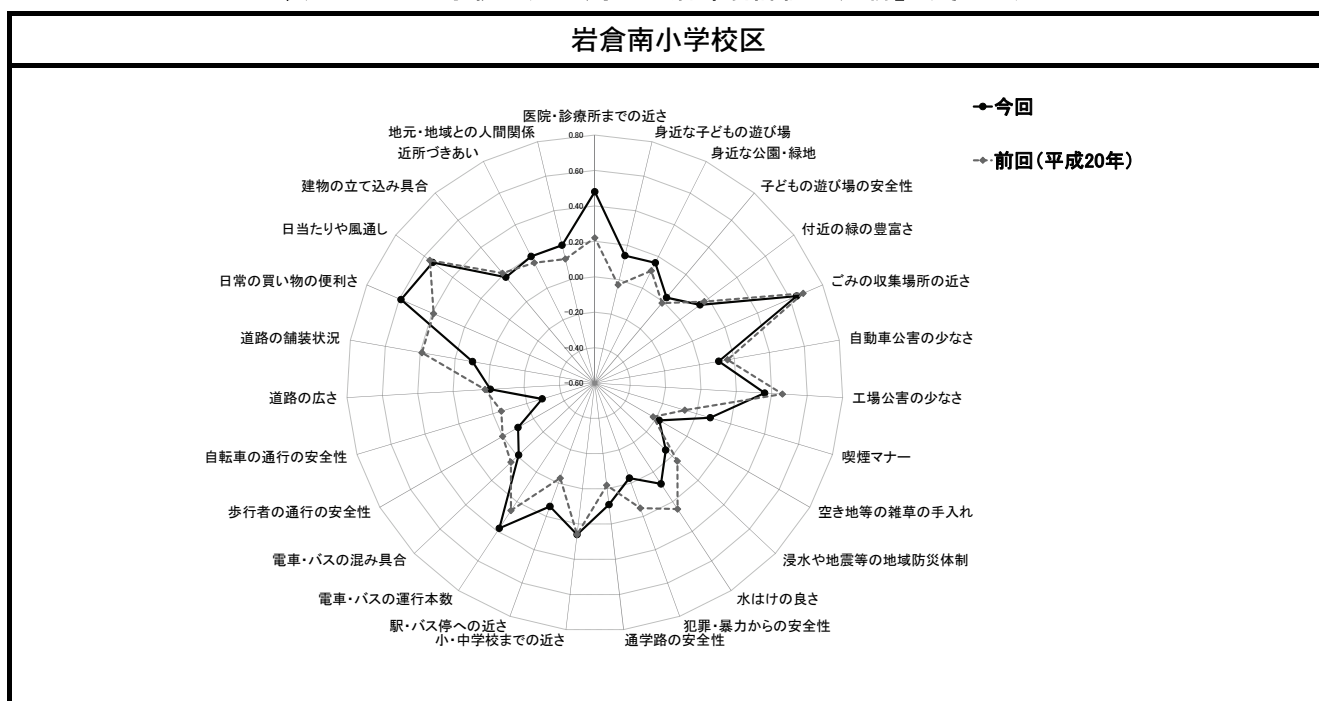 岩倉南小学校区
今回
前回(平成20年)
医院・診療所までの近さ
身近な子どもの遊び場
身近な公園・緑地
子どもの遊び場の安全性
付近の緑の豊富さ
ごみの収集場所の近さ
自動車公害の少なさ
工場公害の少なさ
喫煙マナー
空き地等の雑草の手入れ
浸水や地震等の地域防災体制
水はけの良さ
犯罪・暴力からの安全性
通学路の安全性
小・中学校までの近さ
駅・バス停への近さ
電車・バスの運行本数
電車・バスの混み具合
歩行者の通行の安全性
自転車の通行の安全性
道路の広さ
道路の舗装状況
日常の買い物の便利さ
日当たりや風通し
建物の立て込み具合
近所づきあい
地元・地域との人間関係
0.80
0.60
0.40
0.20
0.00
-0.20
-0.40
-0.60